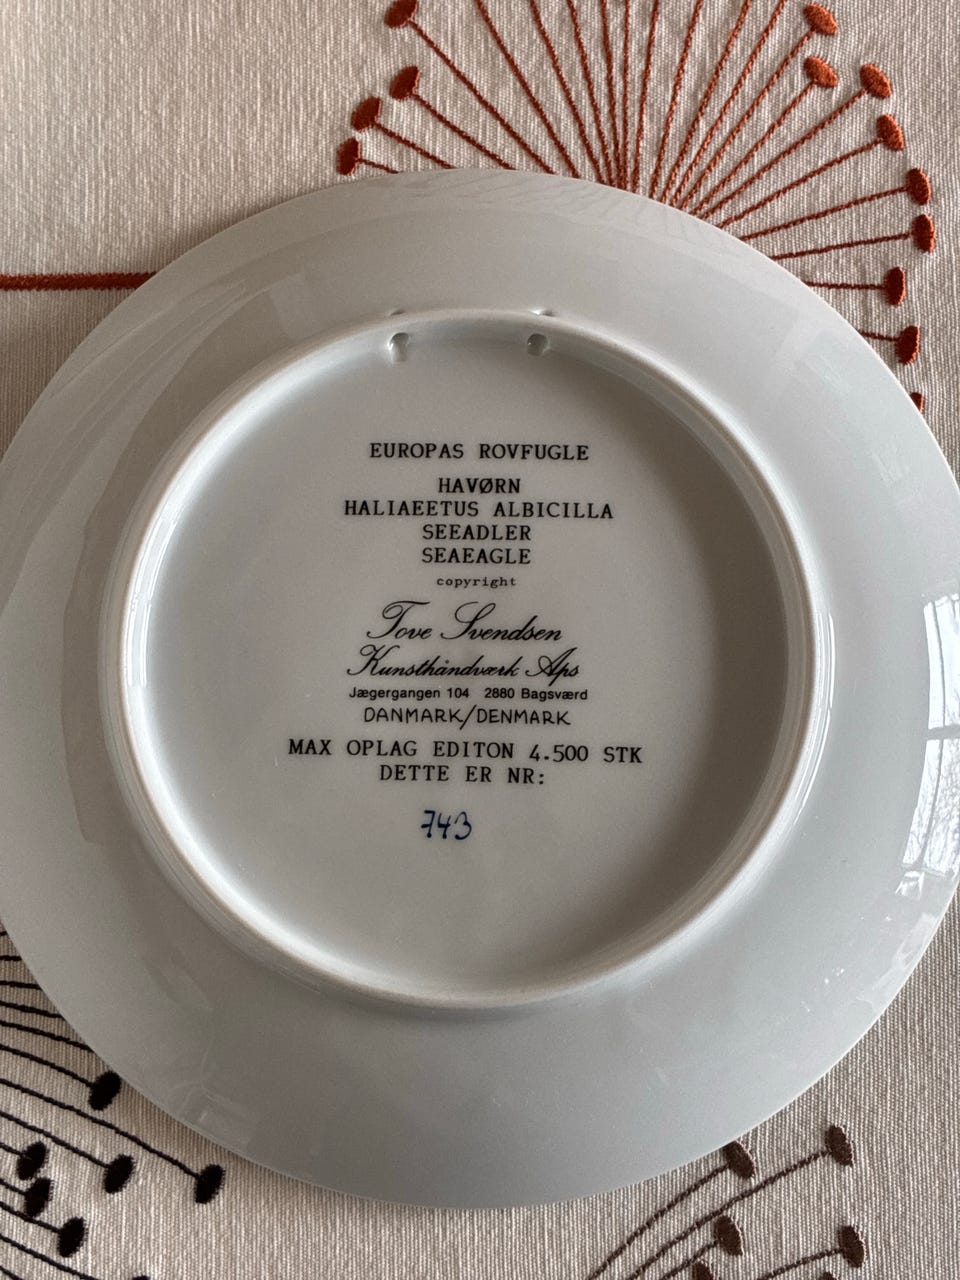 EUROPAS ROVFUGLE
HAVØRN
HALIAEETUS ALBICILLA
SEEADLER
SEAEAGLE
copyright
Tove Svendsen
Kunsthåndværk Aps
Jægergangen 104 2880 Bagsværd
DANMARK/DENMARK
MAX OPLAG EDITON 4.500 STK
DETTE ER NR:
743